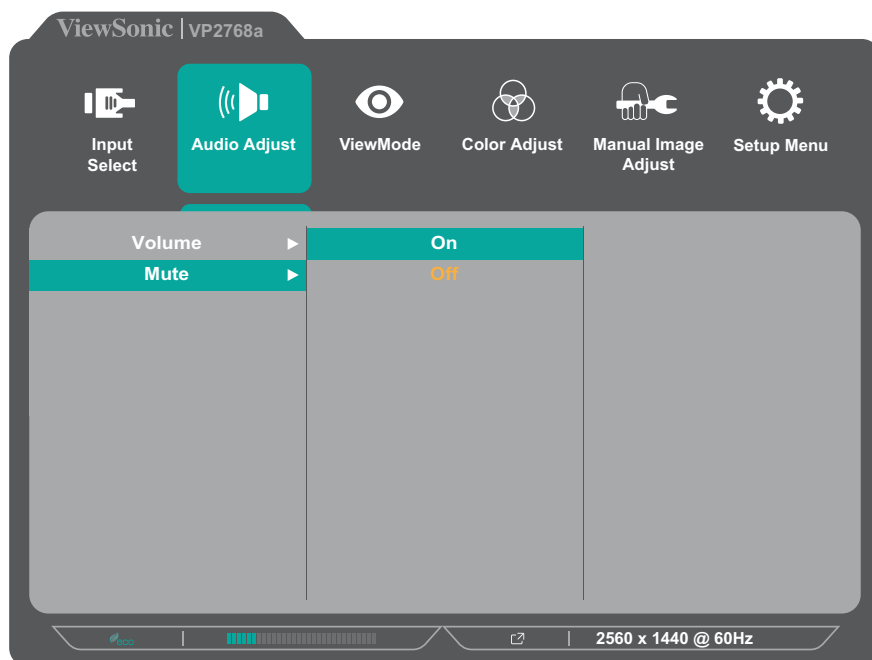 ViewSonic | VP2768a
Input
Select
Audio Adjust
ViewMode
Color Adjust
Manual Image
Adjust
Setup Menu
Volume
On
Mute
Off
eco
2560 x 1440 @ 60Hz